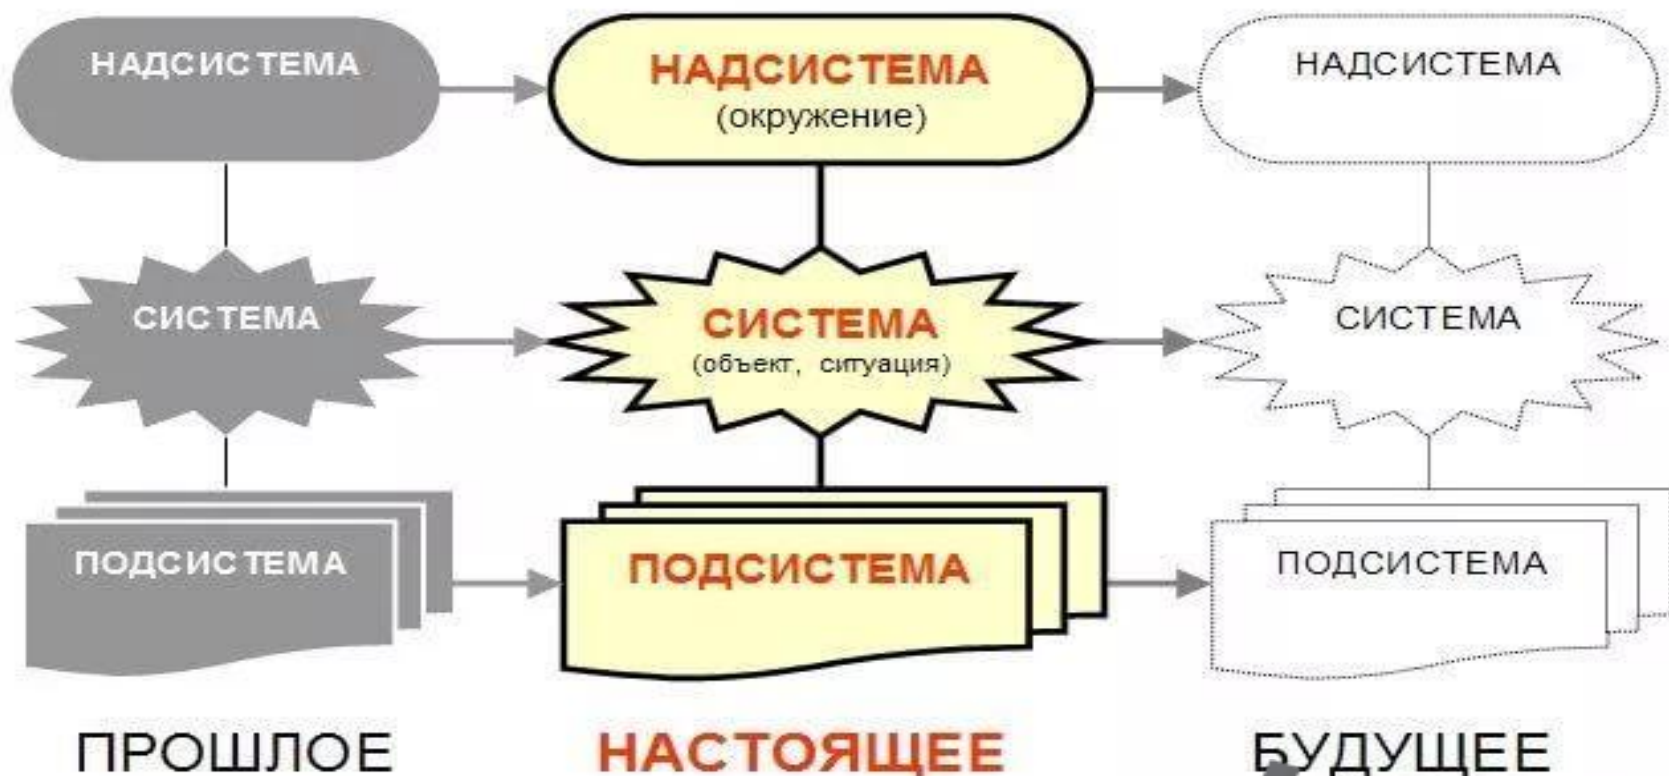 НАДСИСТЕМА
НАДСИСТЕМА
(окружение)
НАДСИСТЕМА
СИСТЕМА
СИСТЕМА
(объект, ситуация)
СИСТЕМА
ПОДСИСТЕМА
ПОДСИСТЕМА
ПОДСИСТЕМА
ПРОШЛОЕ
НАСТОЯЩЕЕ
БУДУЩЕЕ